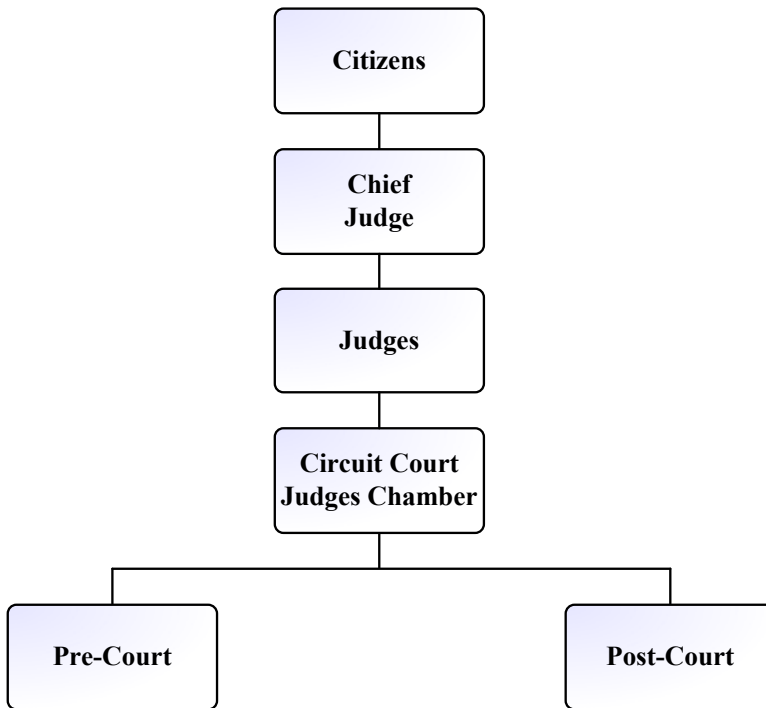 Citizens
Chief
Judge
Judges
Circuit Court
Judges Chamber
Pre-Court
Post-Court